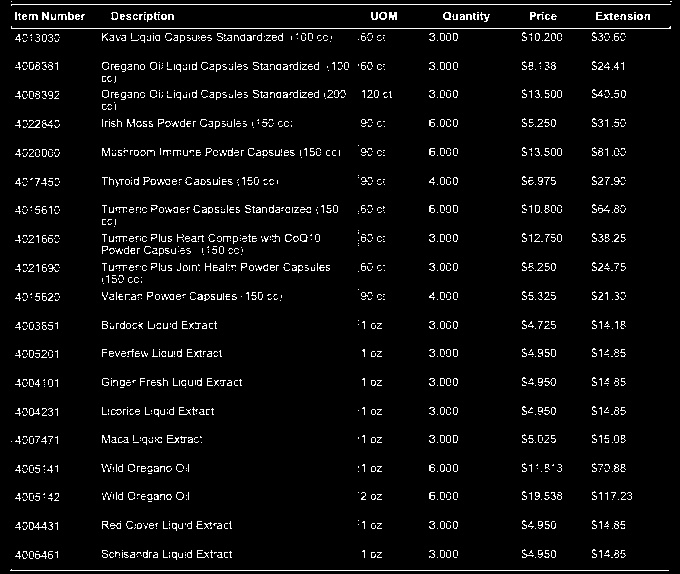 Item Number Description UOM Quantity Price Extension
4013030 Kava Liquid Capsules Standardized (100 cc) 60 ct 3.000 $10.200 $30.60
4008381 Oregano Oil Liquid Capsules Standardized (100 60 ct 3.000 $8.138 $24.41
cc)
4008392 Oregano Oil Liquid Capsules Standardized (200 120 ct 3.000 $13.500 $40.50
cc)
4022840 Irish Moss Powder Capsules (150 cc) 90 ct 6.000 $5.250 $31.50
4020060 Mushroom Immune Powder Capsules (150 cc) 90 ct 6.000 $13.500 $81.00
4017450 Thyroid Powder Capsules (150 cc) 90 ct 4.000 $6.975 $27.90
4015610 Turmeric Powder Capsules Standardized (150 60 ct 6.000 $10.800 $64.80
cc)
4021660 Turmeric Plus Heart Complete with CoQ10 60 ct 3.000 $12.750 $38.25
Powder Capsules (150 cc)
4021690 Turmeric Plus Joint Health Powder Capsules 60 ct 3.000 $8.250 $24.75
(150 cc)
4015620 Valerian Powder Capsules (150 cc) 90 ct 4.000 $5.325 $21.30
4003851 Burdock Liquid Extract 1 oz 3.000 $4.725 $14.18
4005201 Feverfew Liquid Extract 1 oz 3.000 $4.950 $14.85
4004101 Ginger Fresh Liquid Extract 1 oz 3.000 $4.950 $14.85
4004231 Licorice Liquid Extract 1 oz 3.000 $4.950 $14.85
4007471 Maca Liquid Extract 1 oz 3.000 $5.025 $15.08
4005141 Wild Oregano Oil 1 oz 6.000 $11.813 $70.88
4005142 Wild Oregano Oil 2 oz 6.000 $19.538 $117.23
4004431 Red Clover Liquid Extract 1 oz 3.000 $4.950 $14.85
4006461 Schisandra Liquid Extract 1 oz 3.000 $4.950 $14.85